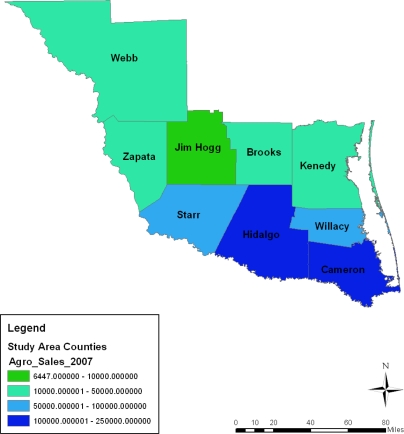 Webb
Zapata
Jim Hogg
Brooks
Kenedy
Starr
Hidalgo
Willacy
Cameron
Legend
Study Area Counties
Agro_Sales_2007
6447.000000 - 10000.000000
10000.000001 - 50000.000000
50000.000001 - 100000.000000
100000.000001 - 250000.000000
N
0 10 20 40 60 80
Miles